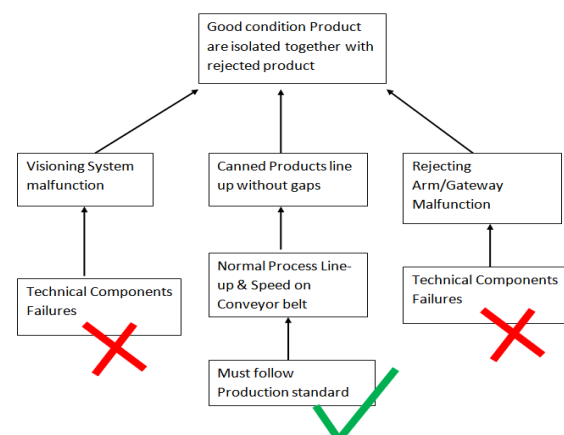 Good condition Product
are isolated together with
rejected product
Visioning System
malfunction
Canned Products line
up without gaps
Rejecting
Arm/Gateway
Malfunction
Technical Components
Failures
Normal Process Line-
up & Speed on
Conveyor belt
Technical Components
Failures
Must follow
Production standard